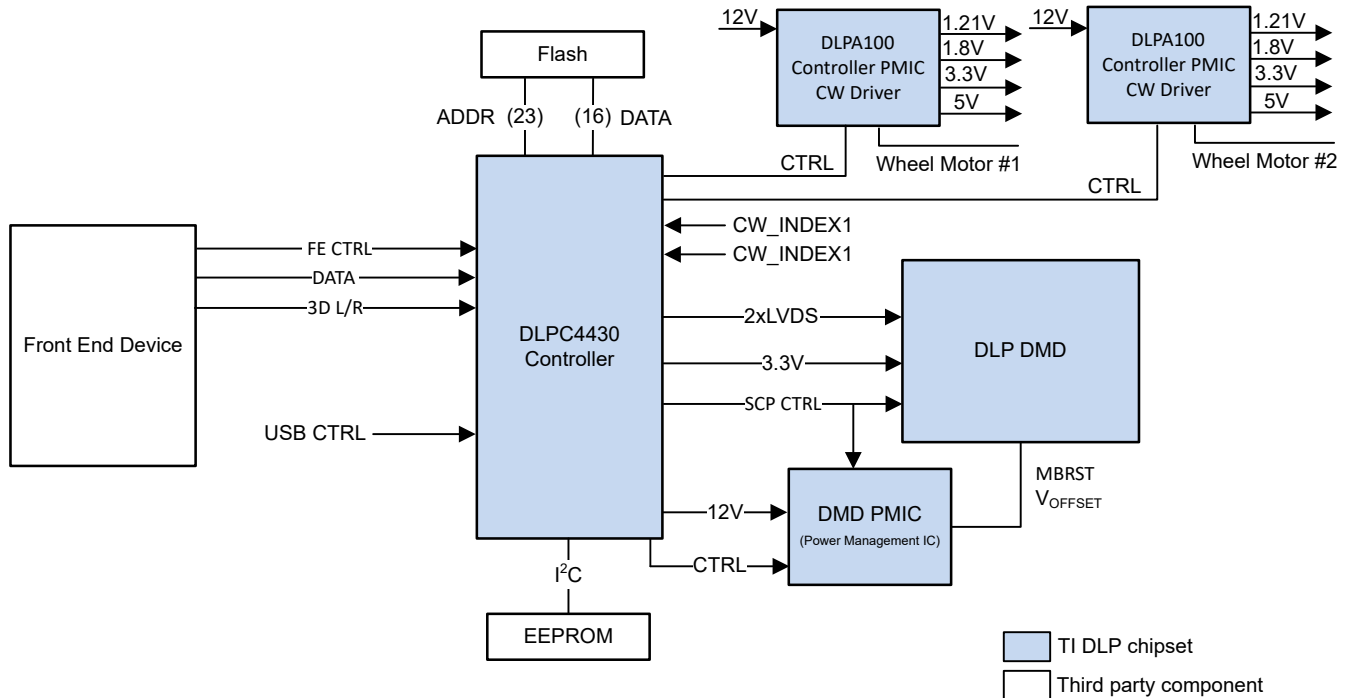 12V
DLPA100
Controller PMIC
CW Driver
1.21V
1.8V
3.3V
5V
12V
DLPA100
Controller PMIC
CW Driver
1.21V
1.8V
3.3V
5V
Flash
ADDR (23) (16) DATA
CTRL
Wheel Motor #1
CTRL
Wheel Motor #2
CW_INDEX1
CW_INDEX1
Front End Device
FE CTRL
DATA
3D L/R
USB CTRL
DLPC4430
Controller
2xLVDS
3.3V
SCP CTRL
DLP DMD
MBRST
VOFFSET
12V
CTRL
DMD PMIC
(Power Management IC)
I²C
EEPROM
TI DLP chipset
Third party component